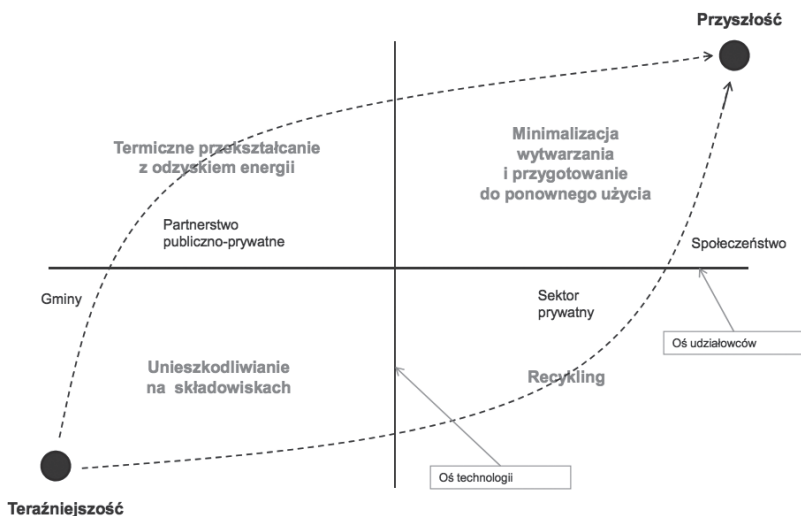 Przyszłość
Termiczne przekształcanie
z odzyskiem energii
Minimalizacja
wytwarzania
i przygotowanie
do ponownego użycia
Partnerstwo
publiczno-prywatne
Społeczeństwo
Gminy
Sektor
prywatny
Oś udziałowców
Unieszkodliwianie
na składowiskach
Recykling
Oś technologii
Teraźniejszość